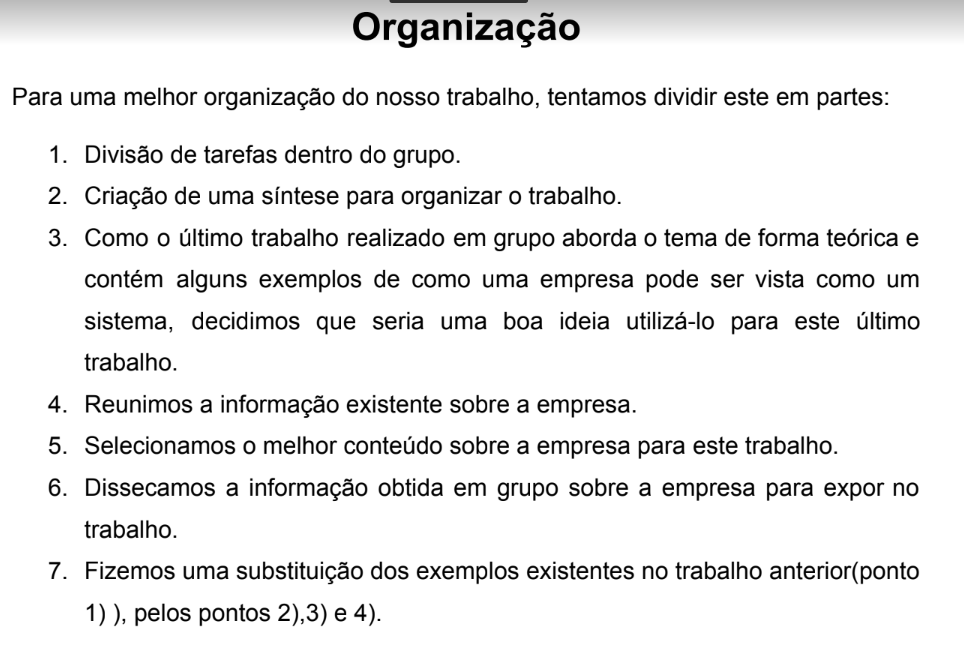 Organização
Para uma melhor organização do nosso trabalho, tentamos dividir este em partes:
1. Divisão de tarefas dentro do grupo.
2. Criação de uma síntese para organizar o trabalho.
3. Como o último trabalho realizado em grupo aborda o tema de forma teórica e
contém alguns exemplos de como uma empresa pode ser vista como um
sistema, decidimos que seria uma boa ideia utilizá-lo para este último
trabalho.
4. Reunimos a informação existente sobre a empresa.
5. Selecionamos o melhor conteúdo sobre a empresa para este trabalho.
6. Dissecamos a informação obtida em grupo sobre a empresa para expor no
trabalho.
7. Fizemos uma substituição dos exemplos existentes no trabalho anterior(ponto
1) ), pelos pontos 2),3) e 4).